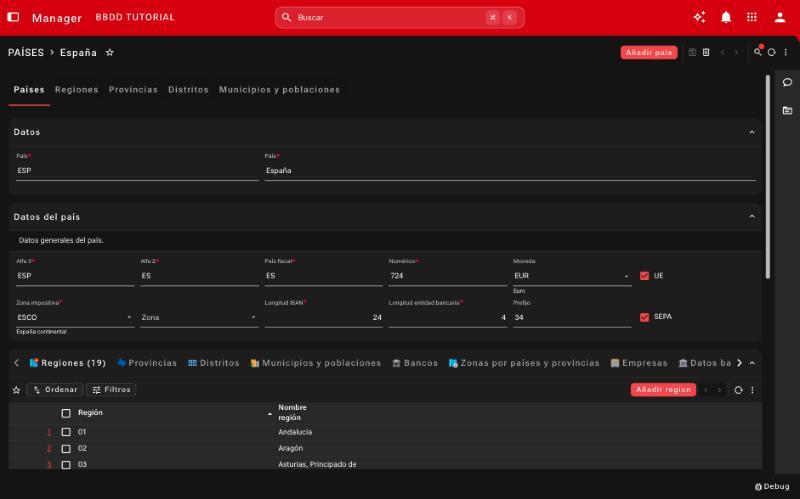 Manager BBDD TUTORIAL Buscar ⌘ K
PAÍSES > España Añadir país
Países Regiones Provincias Distritos Municipios y poblaciones
Datos
País* País*
ESP España
Datos del país
Datos generales del país.
Alfa 3* Alfa 2* País fiscal* Numérico* Moneda
ESP ES ES 724 EUR UE
Euro
Zona impositiva* Longitud IBAN* Longitud entidad bancaria* Prefijo
ESCO Zona 24 4 34 SEPA
España continental
Regiones (19) Provincias Distritos Municipios y poblaciones Bancos Zonas por países y provincias Empresas Datos ba
Ordenar Filtros Añadir region
Región Nombre
región
1 01 Andalucía
2 02 Aragón
3 03 Asturias, Principado de
Debug